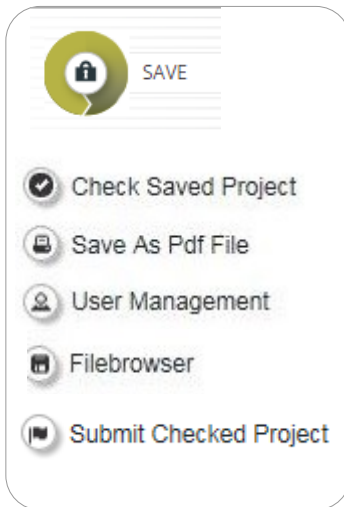 SAVE
Check Saved Project
Save As Pdf File
User Management
Filebrowser
Submit Checked Project